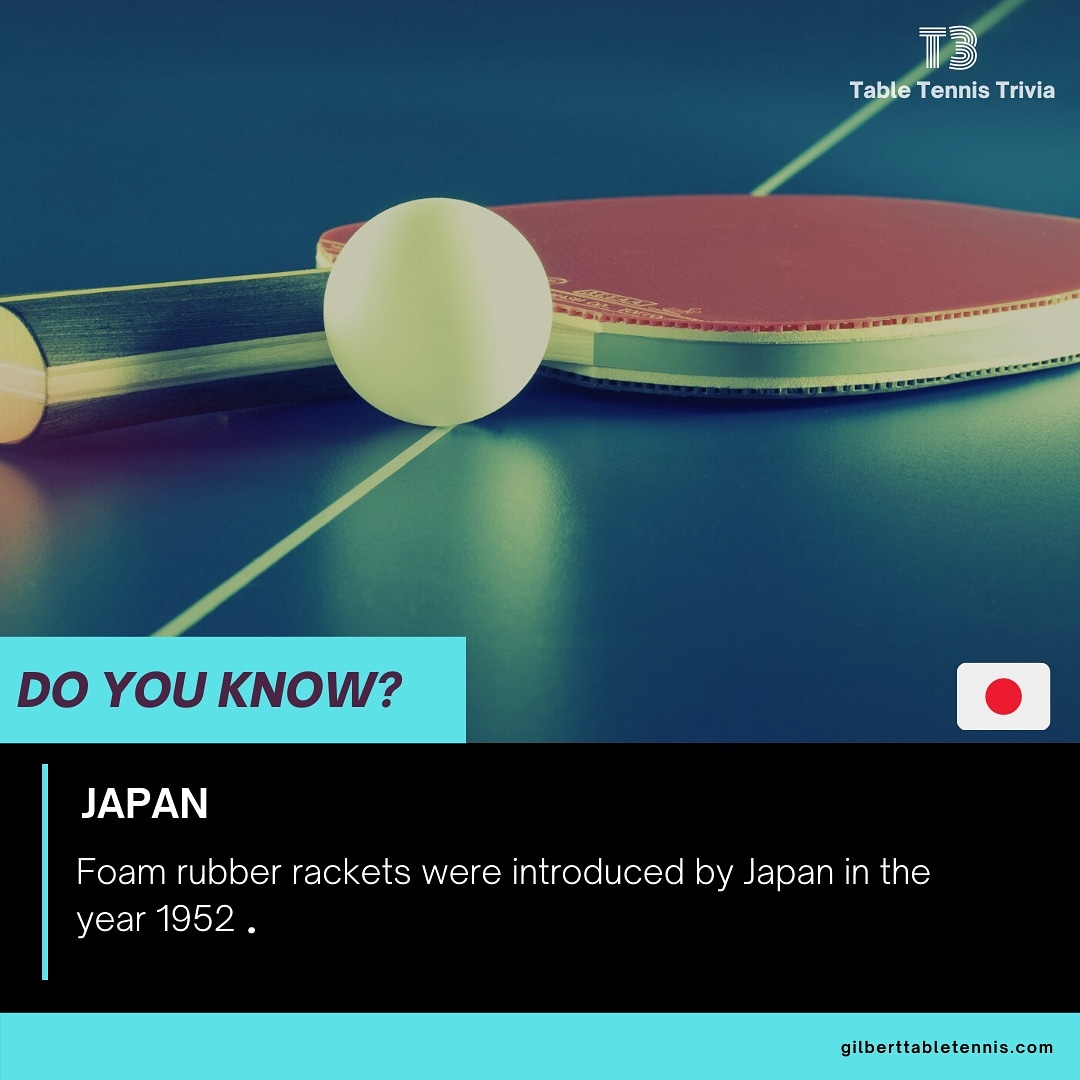 T3
Table Tennis Trivia
DO YOU KNOW?
JAPAN
Foam rubber rackets were introduced by Japan in the
year 1952 .
gilberttabletennis.com